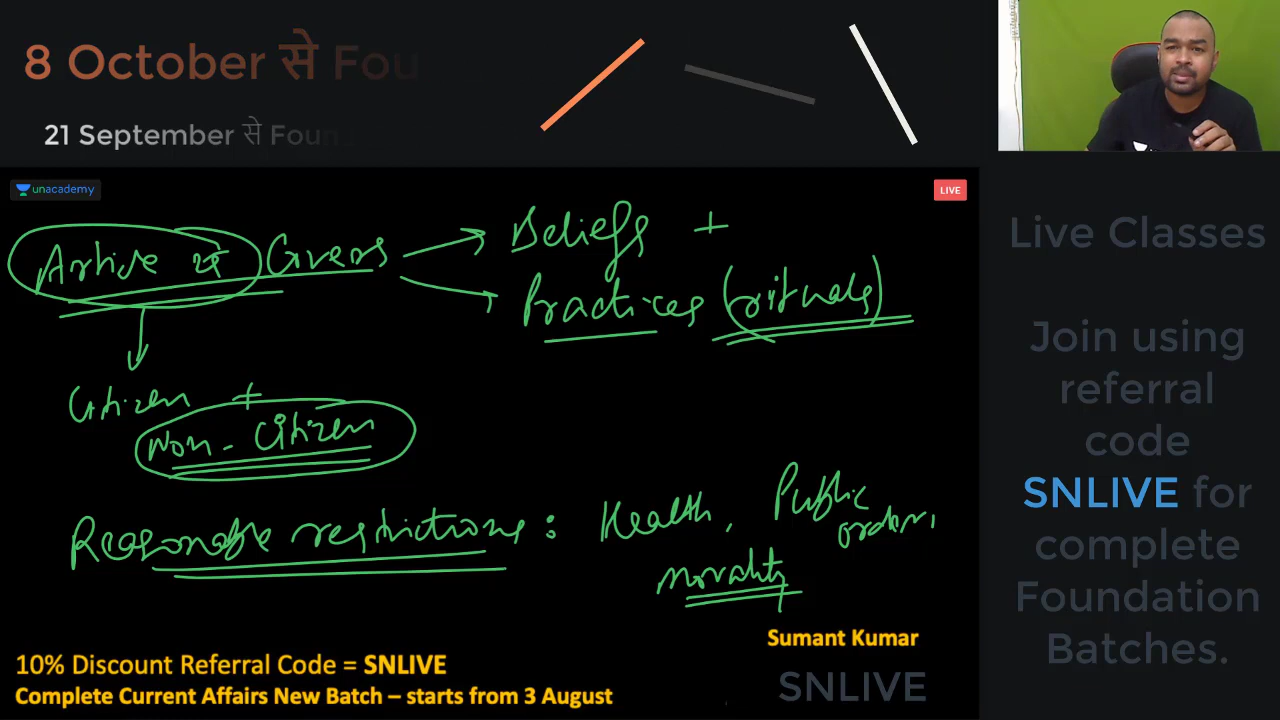 8 October से Fou
21 September से Foun
unacademy
LIVE
Article Covers
Beliefs +
Practices (rituals)
Citizen +
Non-Citizen
Reasonable restrictions : Health, Public order,
morality
Sumant Kumar
10% Discount Referral Code = SNLIVE
SNLIVE
Complete Current Affairs New Batch – starts from 3 August
Live Classes
Join using
referral
code
SNLIVE for
complete
Foundation
Batches.